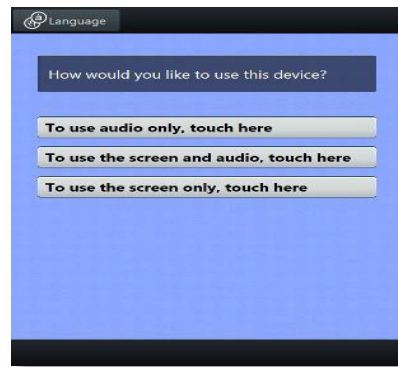 Language
How would you like to use this device?
To use audio only, touch here
To use the screen and audio, touch here
To use the screen only, touch here